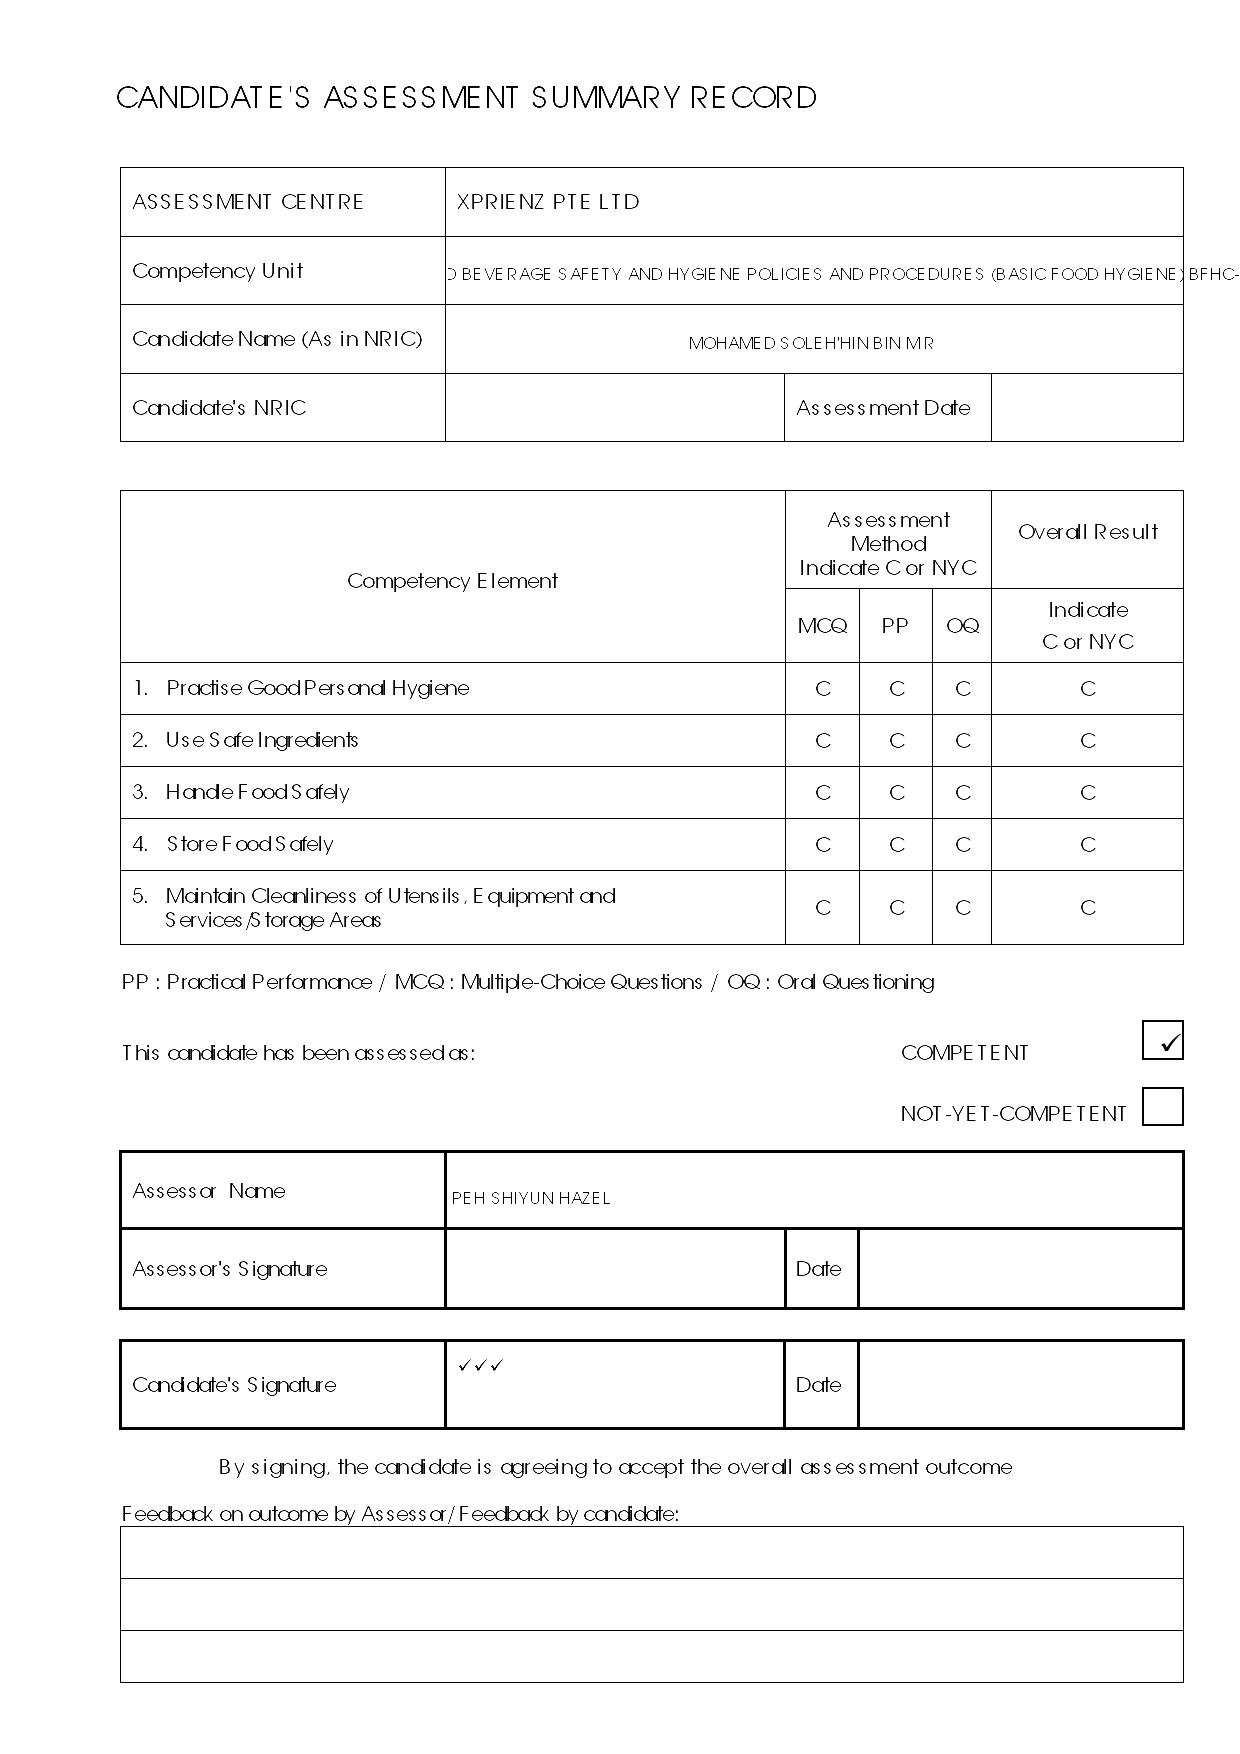 CANDIDATE'S ASSESSMENT SUMMARY RECORD
ASSESSMENT CENTRE XPRIENZ PTE LTD
Competency Unit BEVERAGE SAFETY AND HYGIENE POLICIES AND PROCEDURES (BASIC FOOD HYGIENE) BFHC-
Candidate Name (As in NRIC) MOHAMED SOLEH'HIN BIN MR
Candidate's NRIC Assessment Date
Competency Element
Assessment
Method
Indicate C or NYC
Overall Result
MCQ PP OQ
Indicate
C or NYC
1. Practise Good Personal Hygiene C C C C
2. Use Safe Ingredients C C C C
3. Handle Food Safely C C C C
4. Store Food Safely C C C C
5. Maintain Cleanliness of Utensils, Equipment and
Services/Storage Areas C C C C
PP : Practical Performance / MCQ : Multiple-Choice Questions / OQ : Oral Questioning
This candidate has been assessed as: COMPETENT ✓
NOT-YET-COMPETENT
Assessor Name PEH SHIYUN HAZEL
Assessor's Signature Date
Candidate's Signature ✓✓✓ Date
By signing, the candidate is agreeing to accept the overall assessment outcome
Feedback on outcome by Assessor/ Feedback by candidate: